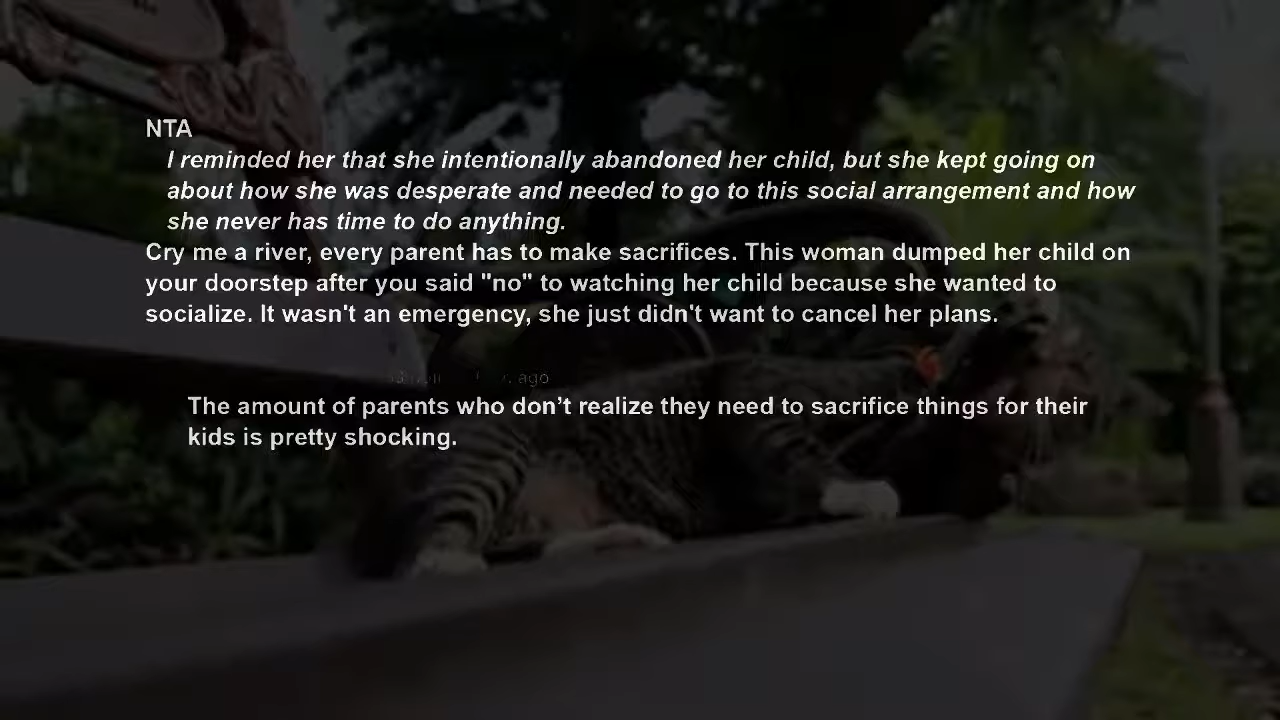 NTA
I reminded her that she intentionally abandoned her child, but she kept going on
about how she was desperate and needed to go to this social arrangement and how
she never has time to do anything.
Cry me a river, every parent has to make sacrifices. This woman dumped her child on
your doorstep after you said "no" to watching her child because she wanted to
socialize. It wasn't an emergency, she just didn't want to cancel her plans.
ago
The amount of parents who don’t realize they need to sacrifice things for their
kids is pretty shocking.